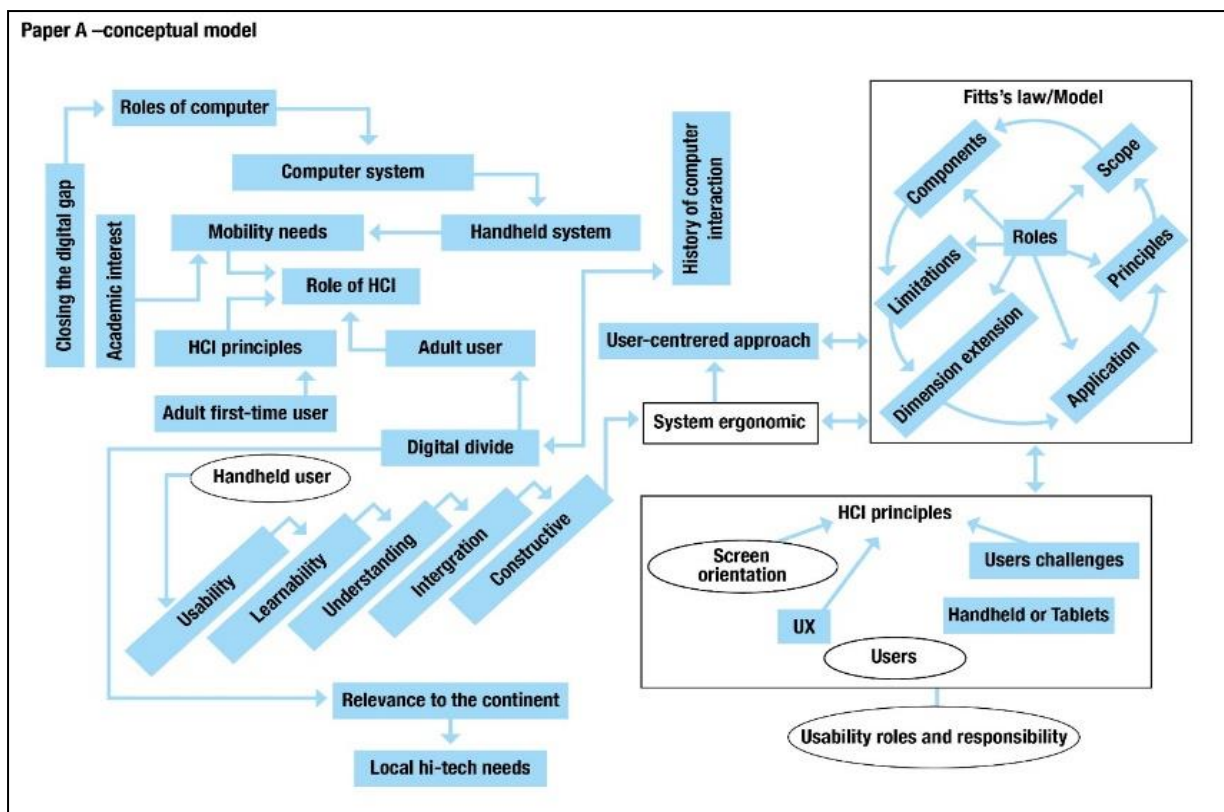 Paper A –conceptual model
Roles of computer
Computer system
Closing the digital gap
Academic interest
Mobility needs
Handheld system
Role of HCI
HCI principles
Adult user
Adult first-time user
Digital divide
Handheld user
Usability
Learnability
Understanding
Intergration
Constructive
Relevance to the continent
Local hi-tech needs
History of computer
interaction
User-centrered approach
System ergonomic
Fitts's law/Model
Components
Scope
Roles
Limitations
Principles
Dimension extension
Application
HCI principles
Screen
orientation
Users challenges
UX
Handheld or Tablets
Users
Usability roles and responsibility